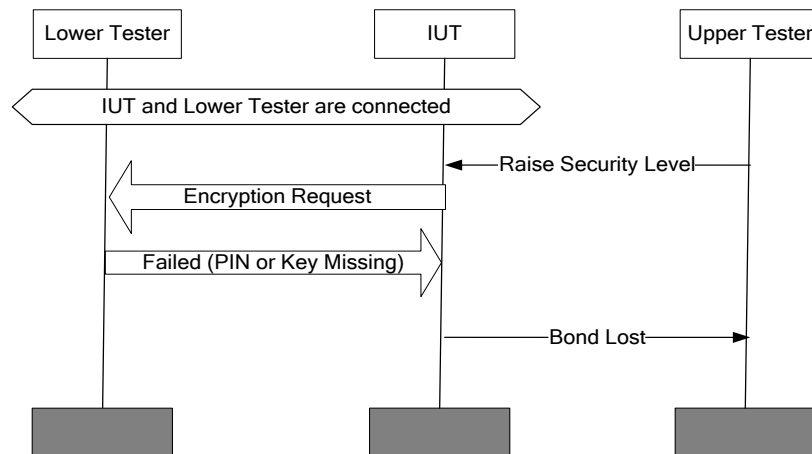 Lower Tester
IUT
Upper Tester
IUT and Lower Tester are connected
Raise Security Level
Encryption Request
Failed (PIN or Key Missing)
Bond Lost